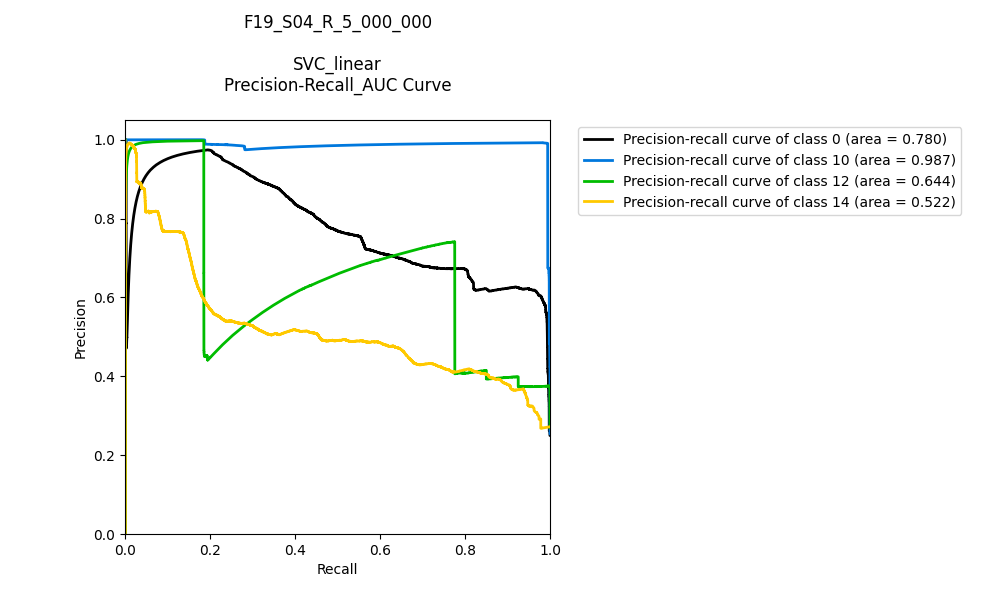 F19_S04_R_5_000_000
SVC_linear
Precision-Recall_AUC Curve
Precision-recall curve of class 0 (area = 0.780)
Precision-recall curve of class 10 (area = 0.987)
Precision-recall curve of class 12 (area = 0.644)
Precision-recall curve of class 14 (area = 0.522)
Precision
1.0
0.8
0.6
0.4
0.2
0.0
0.0 0.2 0.4 0.6 0.8 1.0
Recall